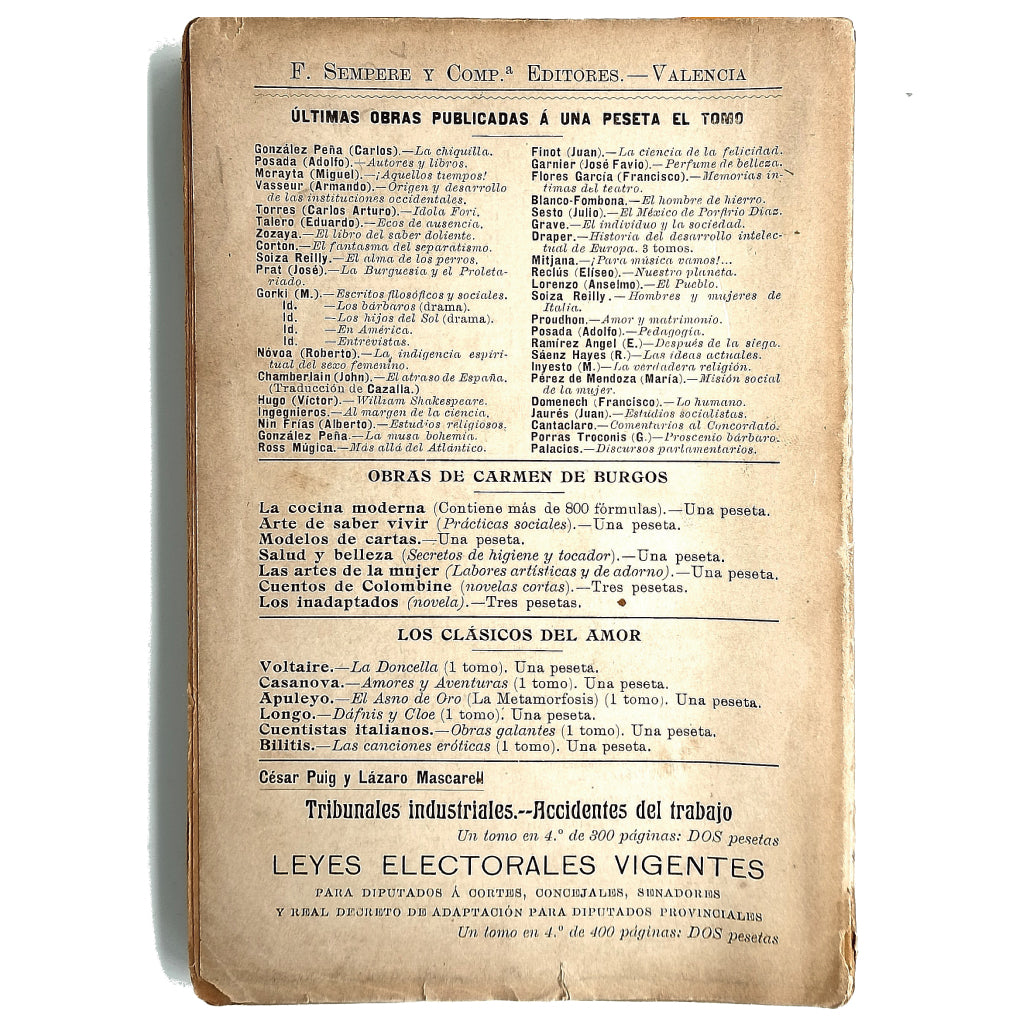 F. SEMPERE Y COMP.ª EDITORES.—VALENCIA
ÚLTIMAS OBRAS PUBLICADAS Á UNA PESETA EL TOMO
González Peña (Carlos).—La chiquilla.
Posada (Adolfo).—Autores y libros.
Morayta (Miguel).—¡Aquellos tiempos!
Vasseur (Armando).—Origen y desarrollo
de las instituciones occidentales.
Torres (Carlos Arturo).—Idola Fori.
Talero (Eduardo).—Ecos de ausencia.
Zozaya.—El libro del saber doliente.
Corton.—El fantasma del separatismo.
Soiza Reilly.—El alma de los perros.
Prat (José).—La Burguesía y el Proleta-
riado.
Gorki (M.).—Escritos filosóficos y sociales.
Id. —Los bárbaros (drama).
Id. —Los hijos del Sol (drama).
Id. —En América.
Id. —Entrevistas.
Nóvoa (Roberto).—La indigencia espiri-
tual del sexo femenino.
Chamberlain (John).—El atraso de España.
(Traducción de Cazalla.)
Hugo (Víctor).—William Shakespeare.
Ingegnieros.—Al margen de la ciencia.
Nin Frías (Alberto).—Estudios religiosos.
González Peña.—La musa bohemia.
Ross Múgica.—Más allá del Atlántico.
Finot (Juan).—La ciencia de la felicidad.
Garnier (José Favio).—Perfume de belleza.
Flores García (Francisco).—Memorias ín-
timas del teatro.
Blanco-Fombona.—El hombre de hierro.
Sesto (Julio).—El México de Porfirio Díaz.
Grave.—El individuo y la sociedad.
Draper.—Historia del desarrollo intelec-
tual de Europa. 3 tomos.
Mitjana.—¡Para música vamos!...
Reclús (Elíseo).—Nuestro planeta.
Lorenzo (Anselmo).—El Pueblo.
Soiza Reilly.—Hombres y mujeres de
Italia.
Proudhon.—Amor y matrimonio.
Posada (Adolfo).—Pedagogía.
Ramírez Angel (E.)—Después de la siega.
Sáenz Hayes (R.)—Las ideas actuales.
Inyesto (M.)—La verdadera religión.
Pérez de Mendoza (María).—Misión social
de la mujer.
Domenech (Francisco).—Lo humano.
Jaurés (Juan).—Estudios socialistas.
Cantaclaro.—Comentarios al Concordato.
Porras Troconis (G.)—Proscenio bárbaro.
Palacios.—Discursos parlamentarios.
OBRAS DE CARMEN DE BURGOS
La cocina moderna (Contiene más de 800 fórmulas).—Una peseta.
Arte de saber vivir (Prácticas sociales).—Una peseta.
Modelos de cartas.—Una peseta.
Salud y belleza (Secretos de higiene y tocador).—Una peseta.
Las artes de la mujer (Labores artísticas y de adorno).—Una peseta.
Cuentos de Colombine (novelas cortas).—Tres pesetas.
Los inadaptados (novela).—Tres pesetas.
LOS CLÁSICOS DEL AMOR
Voltaire.—La Doncella (1 tomo). Una peseta.
Casanova.—Amores y Aventuras (1 tomo). Una peseta.
Apuleyo.—El Asno de Oro (La Metamorfosis) (1 tomo). Una peseta.
Longo.—Dáfnis y Cloe (1 tomo). Una peseta.
Cuentistas italianos.—Obras galantes (1 tomo). Una peseta.
Bilitis.—Las canciones eróticas (1 tomo). Una peseta.
César Puig y Lázaro Mascarell
Tribunales industriales.--Accidentes del trabajo
Un tomo en 4.º de 300 páginas: DOS pesetas
LEYES ELECTORALES VIGENTES
PARA DIPUTADOS Á CORTES, CONCEJALES, SENADORES
Y REAL DECRETO DE ADAPTACIÓN PARA DIPUTADOS PROVINCIALES
Un tomo en 4.º de 400 páginas: DOS pesetas